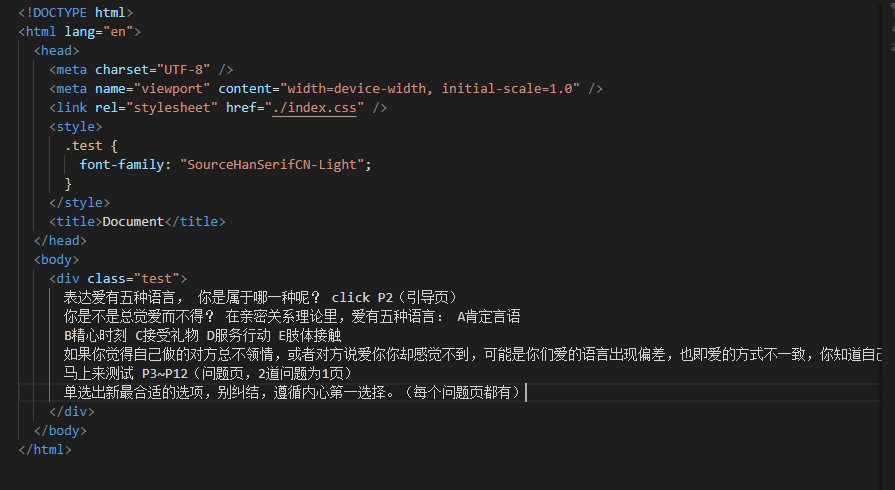 <!DOCTYPE html>
<html lang="en">
<head>
<meta charset="UTF-8" />
<meta name="viewport" content="width=device-width, initial-scale=1.0" />
<link rel="stylesheet" href="./index.css" />
<style>
.test {
font-family: "SourceHanSerifCN-Light";
}
</style>
<title>Document</title>
</head>
<body>
<div class="test">
表达爱有五种语言， 你是属于哪一种呢？ click P2（引导页）
你是不是总觉爱而不得？ 在亲密关系理论里，爱有五种语言： A肯定言语
B精心时刻 C接受礼物 D服务行动 E肢体接触
如果你觉得自己做的对方总不领情，或者对方说爱你你却感觉不到，可能是你们爱的语言出现偏差，也即爱的方式不一致，你知道自己
马上来测试 P3~P12（问题页，2道问题为1页）
单选出新最合适的选项，别纠结，遵循内心第一选择。（每个问题页都有）
</div>
</body>
</html>